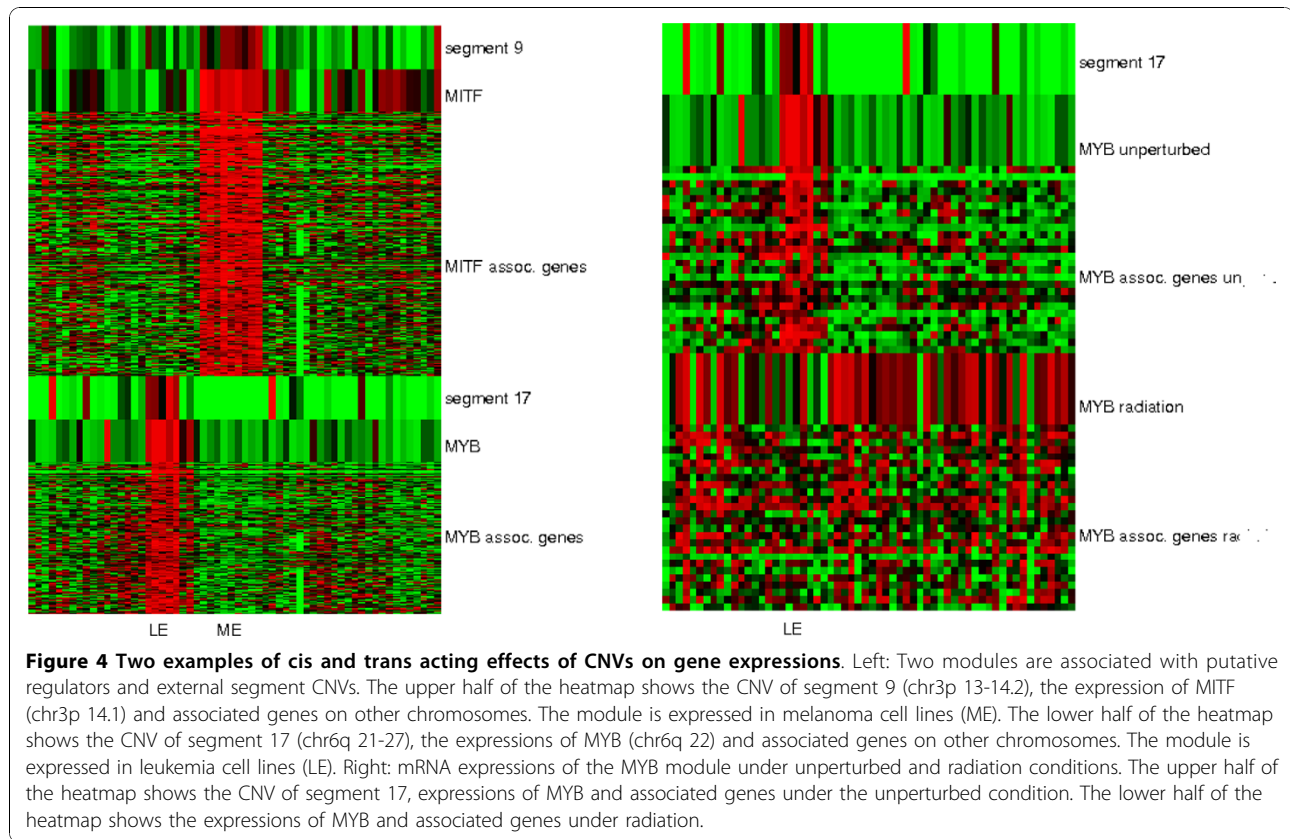 segment 9
MITF
MITF assoc. genes
segment 17
MYB
MYB assoc. genes
LE ME
segment 17
MYB unperturbed
MYB assoc. genes
MYB radiation
MYB assoc. genes
LE
Figure 4 Two examples of cis and trans acting effects of CNVs on gene expressions. Left: Two modules are associated with putative
regulators and external segment CNVs. The upper half of the heatmap shows the CNV of segment 9 (chr3p 13-14.2), the expression of MITF
(chr3p 14.1) and associated genes on other chromosomes. The module is expressed in melanoma cell lines (ME). The lower half of the heatmap
shows the CNV of segment 17 (chr6q 21-27), the expressions of MYB (chr6q 22) and associated genes on other chromosomes. The module is
expressed in leukemia cell lines (LE). Right: mRNA expressions of the MYB module under unperturbed and radiation conditions. The upper half of
the heatmap shows the CNV of segment 17, expressions of MYB and associated genes under the unperturbed condition. The lower half of the
heatmap shows the expressions of MYB and associated genes under radiation.